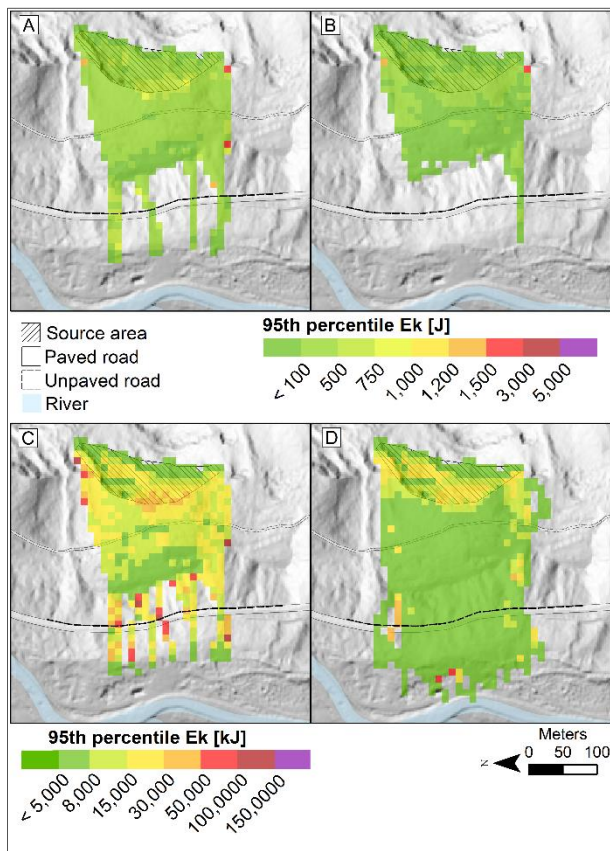 A
B
Source area
Paved road
Unpaved road
River
95th percentile Ek [J]
< 100 500 750 1,000 1,200 1,500 3,000 5,000
C
D
95th percentile Ek [kJ]
< 5,000 8,000 15,000 30,000 50,000 100,0000 150,0000
Meters
N
0 50 100